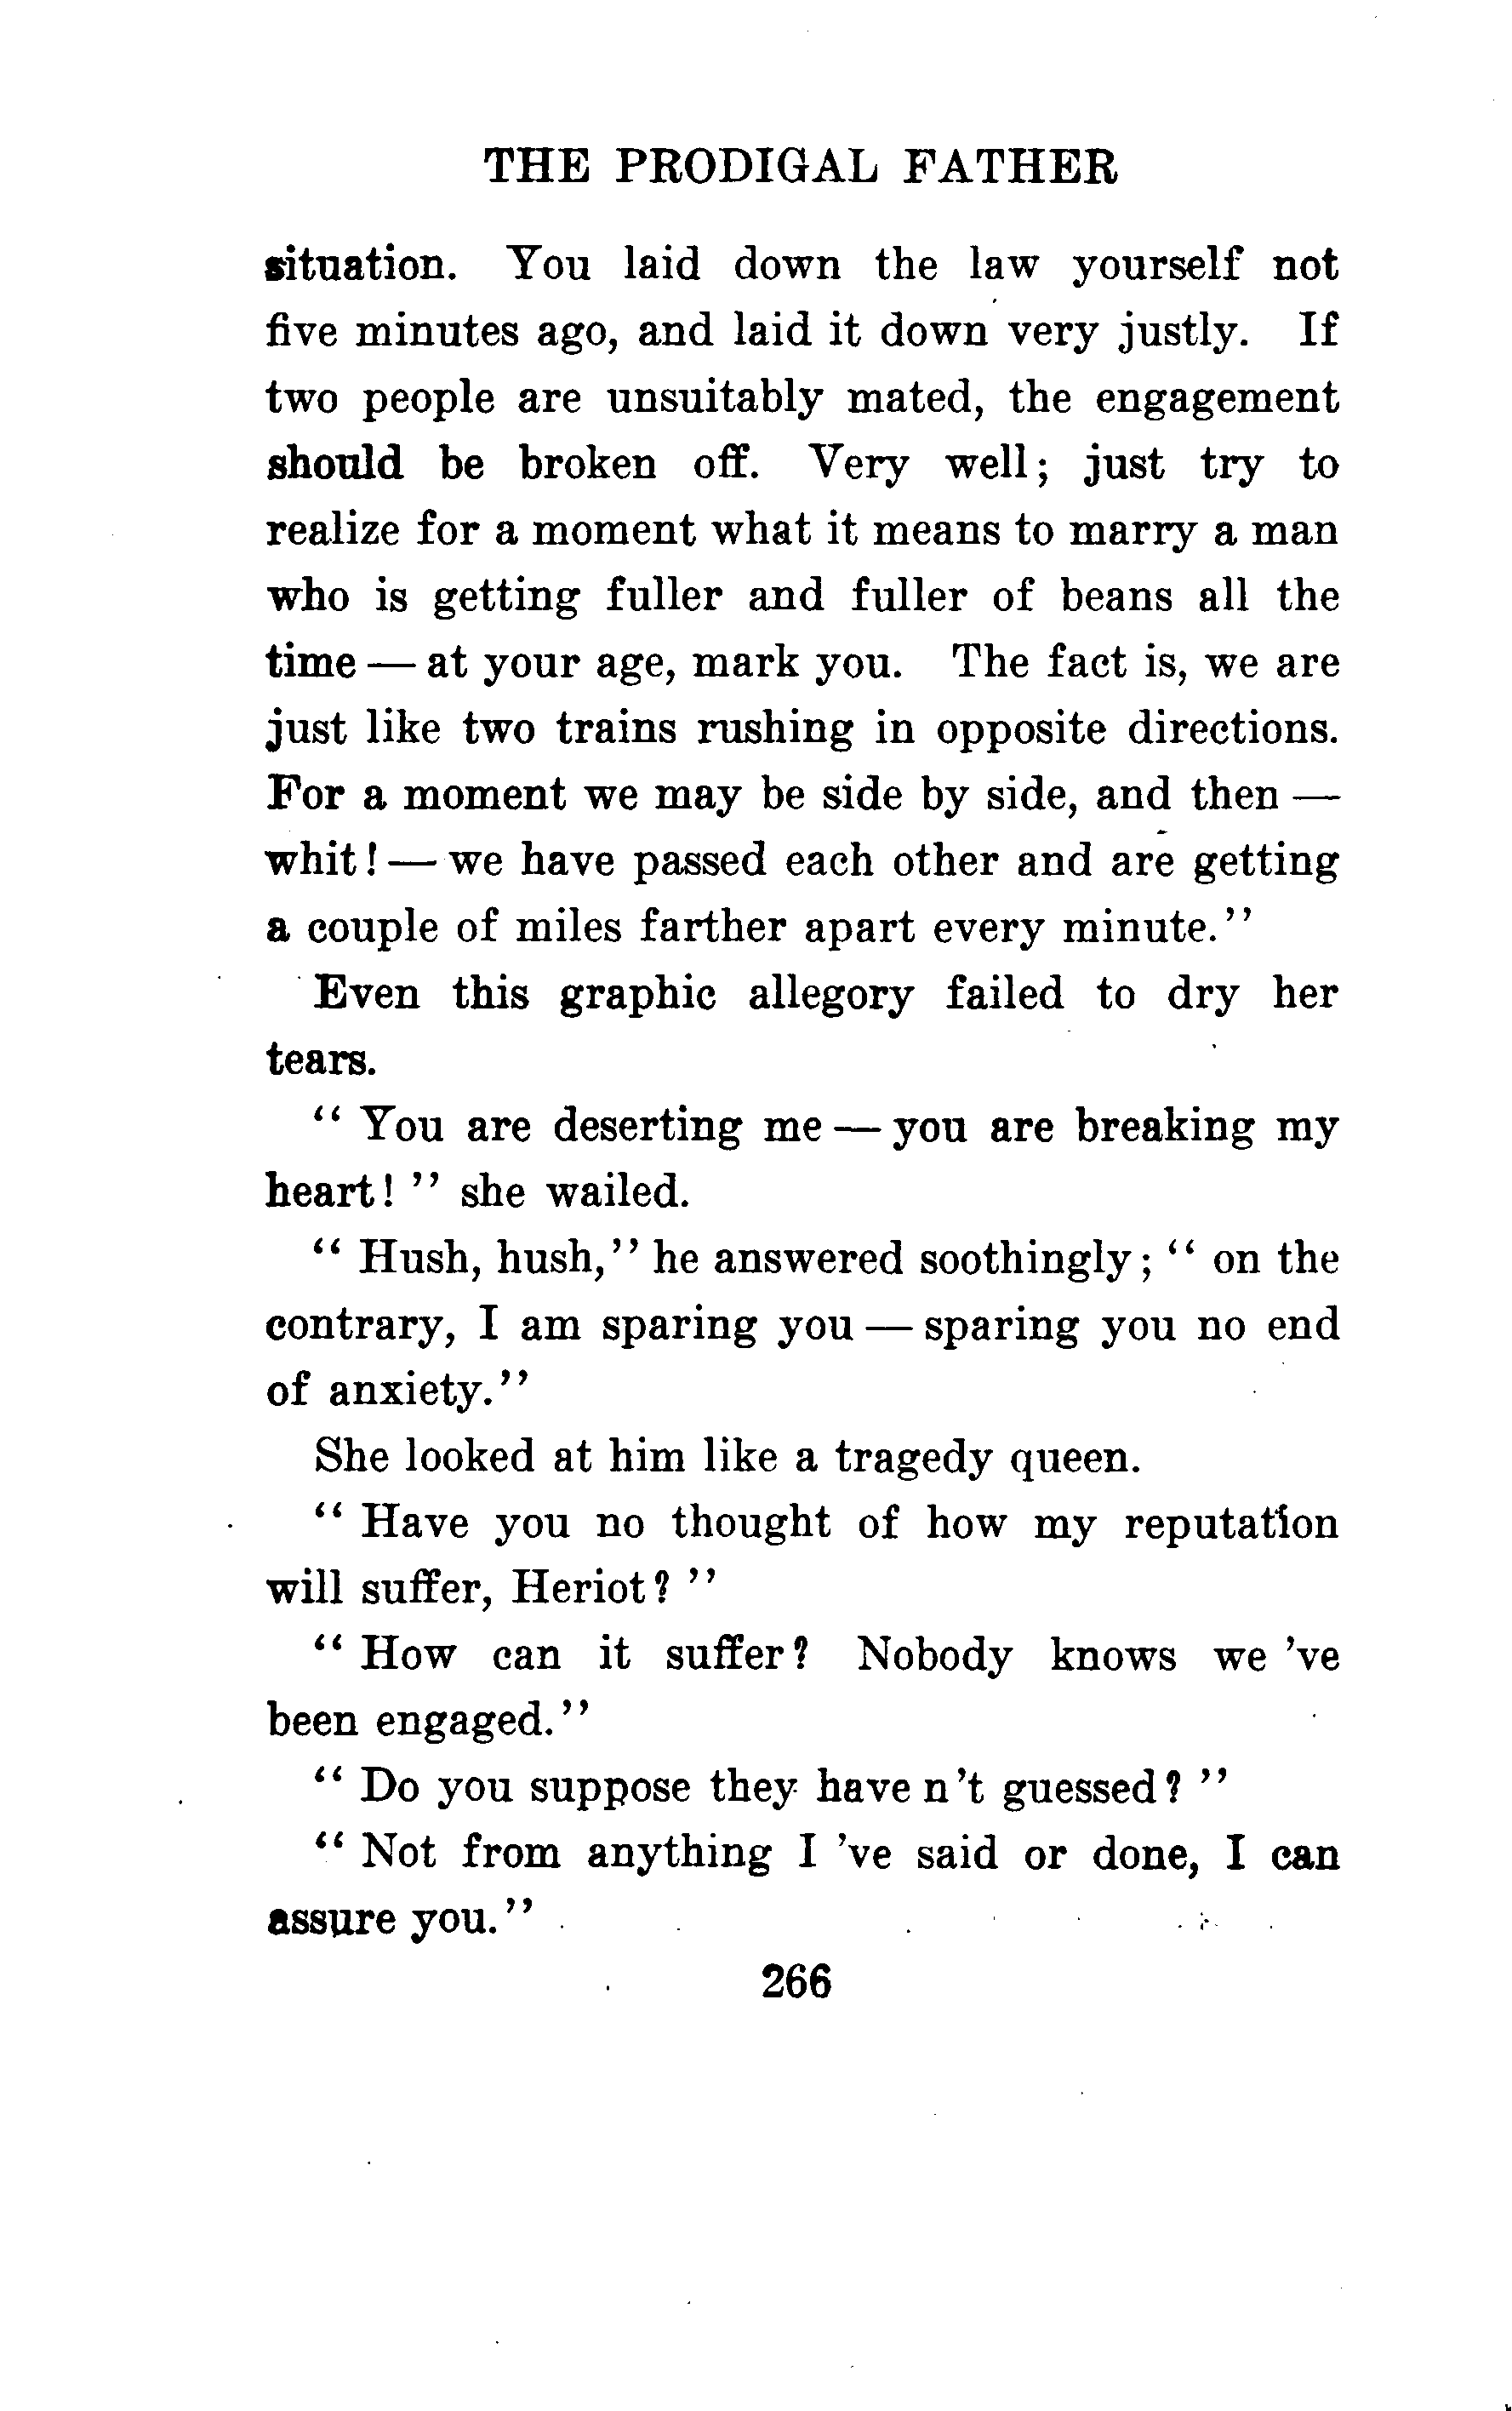 THE PRODIGAL FATHER
situation. You laid down the law yourself not
five minutes ago, and laid it down very justly. If
two people are unsuitably mated, the engagement
should be broken off. Very well; just try to
realize for a moment what it means to marry a man
who is getting fuller and fuller of beans all the
time — at your age, mark you. The fact is, we are
just like two trains rushing in opposite directions.
For a moment we may be side by side, and then —
whit! — we have passed each other and are getting
a couple of miles farther apart every minute."
Even this graphic allegory failed to dry her
tears.
" You are deserting me — you are breaking my
heart! " she wailed.
" Hush, hush," he answered soothingly; " on the
contrary, I am sparing you — sparing you no end
of anxiety."
She looked at him like a tragedy queen.
" Have you no thought of how my reputation
will suffer, Heriot? "
" How can it suffer? Nobody knows we 've
been engaged."
" Do you suppose they have n't guessed? "
" Not from anything I 've said or done, I can
assure you."
266